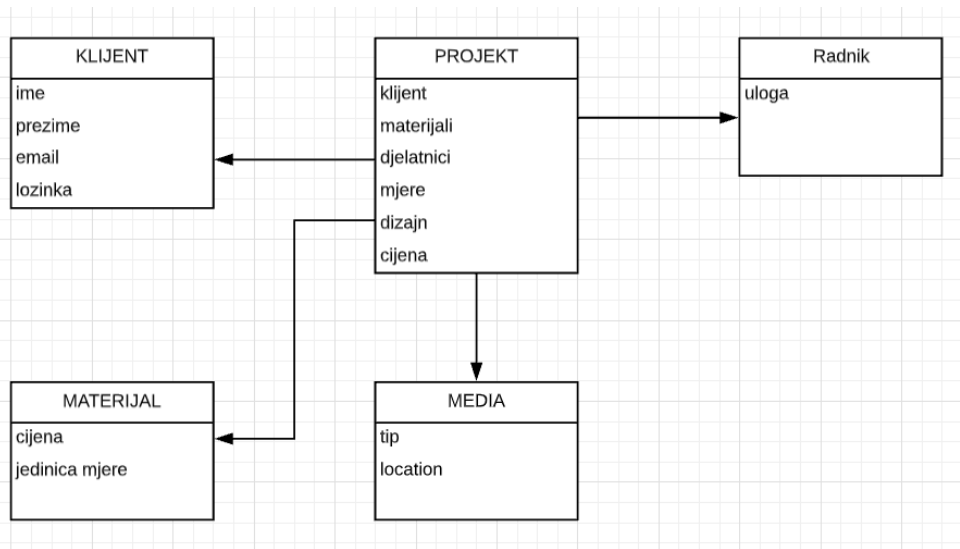 KLIJENT
ime
prezime
email
lozinka
PROJEKT
klijent
materijali
djelatnici
mjere
dizajn
cijena
Radnik
uloga
MATERIJAL
cijena
jedinica mjere
MEDIA
tip
location